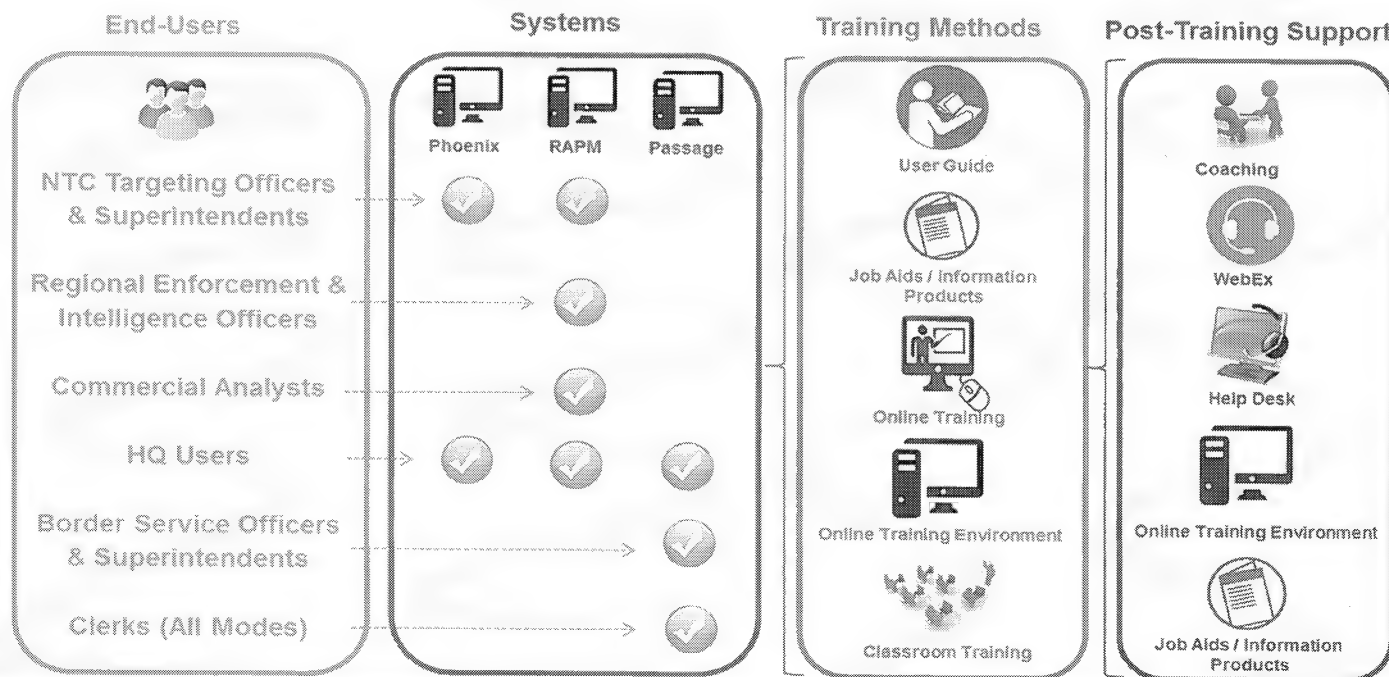 End-Users
Systems
Training Methods
Post-Training Support
Phoenix
RAPM
Passage
NTC Targeting Officers
& Superintendents
Regional Enforcement &
Intelligence Officers
Commercial Analysts
HQ Users
Border Service Officers
& Superintendents
Clerks (All Modes)
User Guide
Job Aids / Information
Products
Online Training
Online Training Environment
Classroom Training
Coaching
WebEx
Help Desk
Online Training Environment
Job Aids / Information
Products